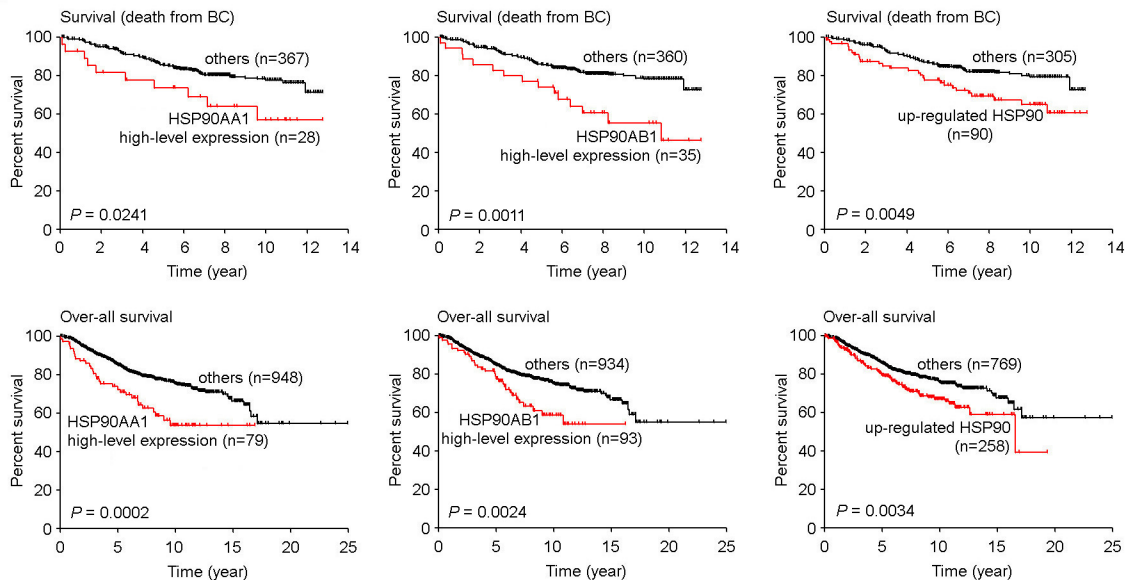 Survival (death from BC)
Percent survival
100
80
60
40
20
0
others (n=367)
HSP90AA1
high-level expression (n=28)
P = 0.0241
0 2 4 6 8 10 12 14
Time (year)
Survival (death from BC)
Percent survival
100
80
60
40
20
0
others (n=360)
HSP90AB1
high-level expression (n=35)
P = 0.0011
0 2 4 6 8 10 12 14
Time (year)
Survival (death from BC)
Percent survival
100
80
60
40
20
0
others (n=305)
up-regulated HSP90
(n=90)
P = 0.0049
0 2 4 6 8 10 12 14
Time (year)
Over-all survival
Percent survival
100
80
60
40
20
0
others (n=948)
HSP90AA1
high-level expression (n=79)
P = 0.0002
0 5 10 15 20 25
Time (year)
Over-all survival
Percent survival
100
80
60
40
20
0
others (n=934)
HSP90AB1
high-level expression (n=93)
P = 0.0024
0 5 10 15 20 25
Time (year)
Over-all survival
Percent survival
100
80
60
40
20
0
others (n=769)
up-regulated HSP90
(n=258)
P = 0.0034
0 5 10 15 20 25
Time (year)